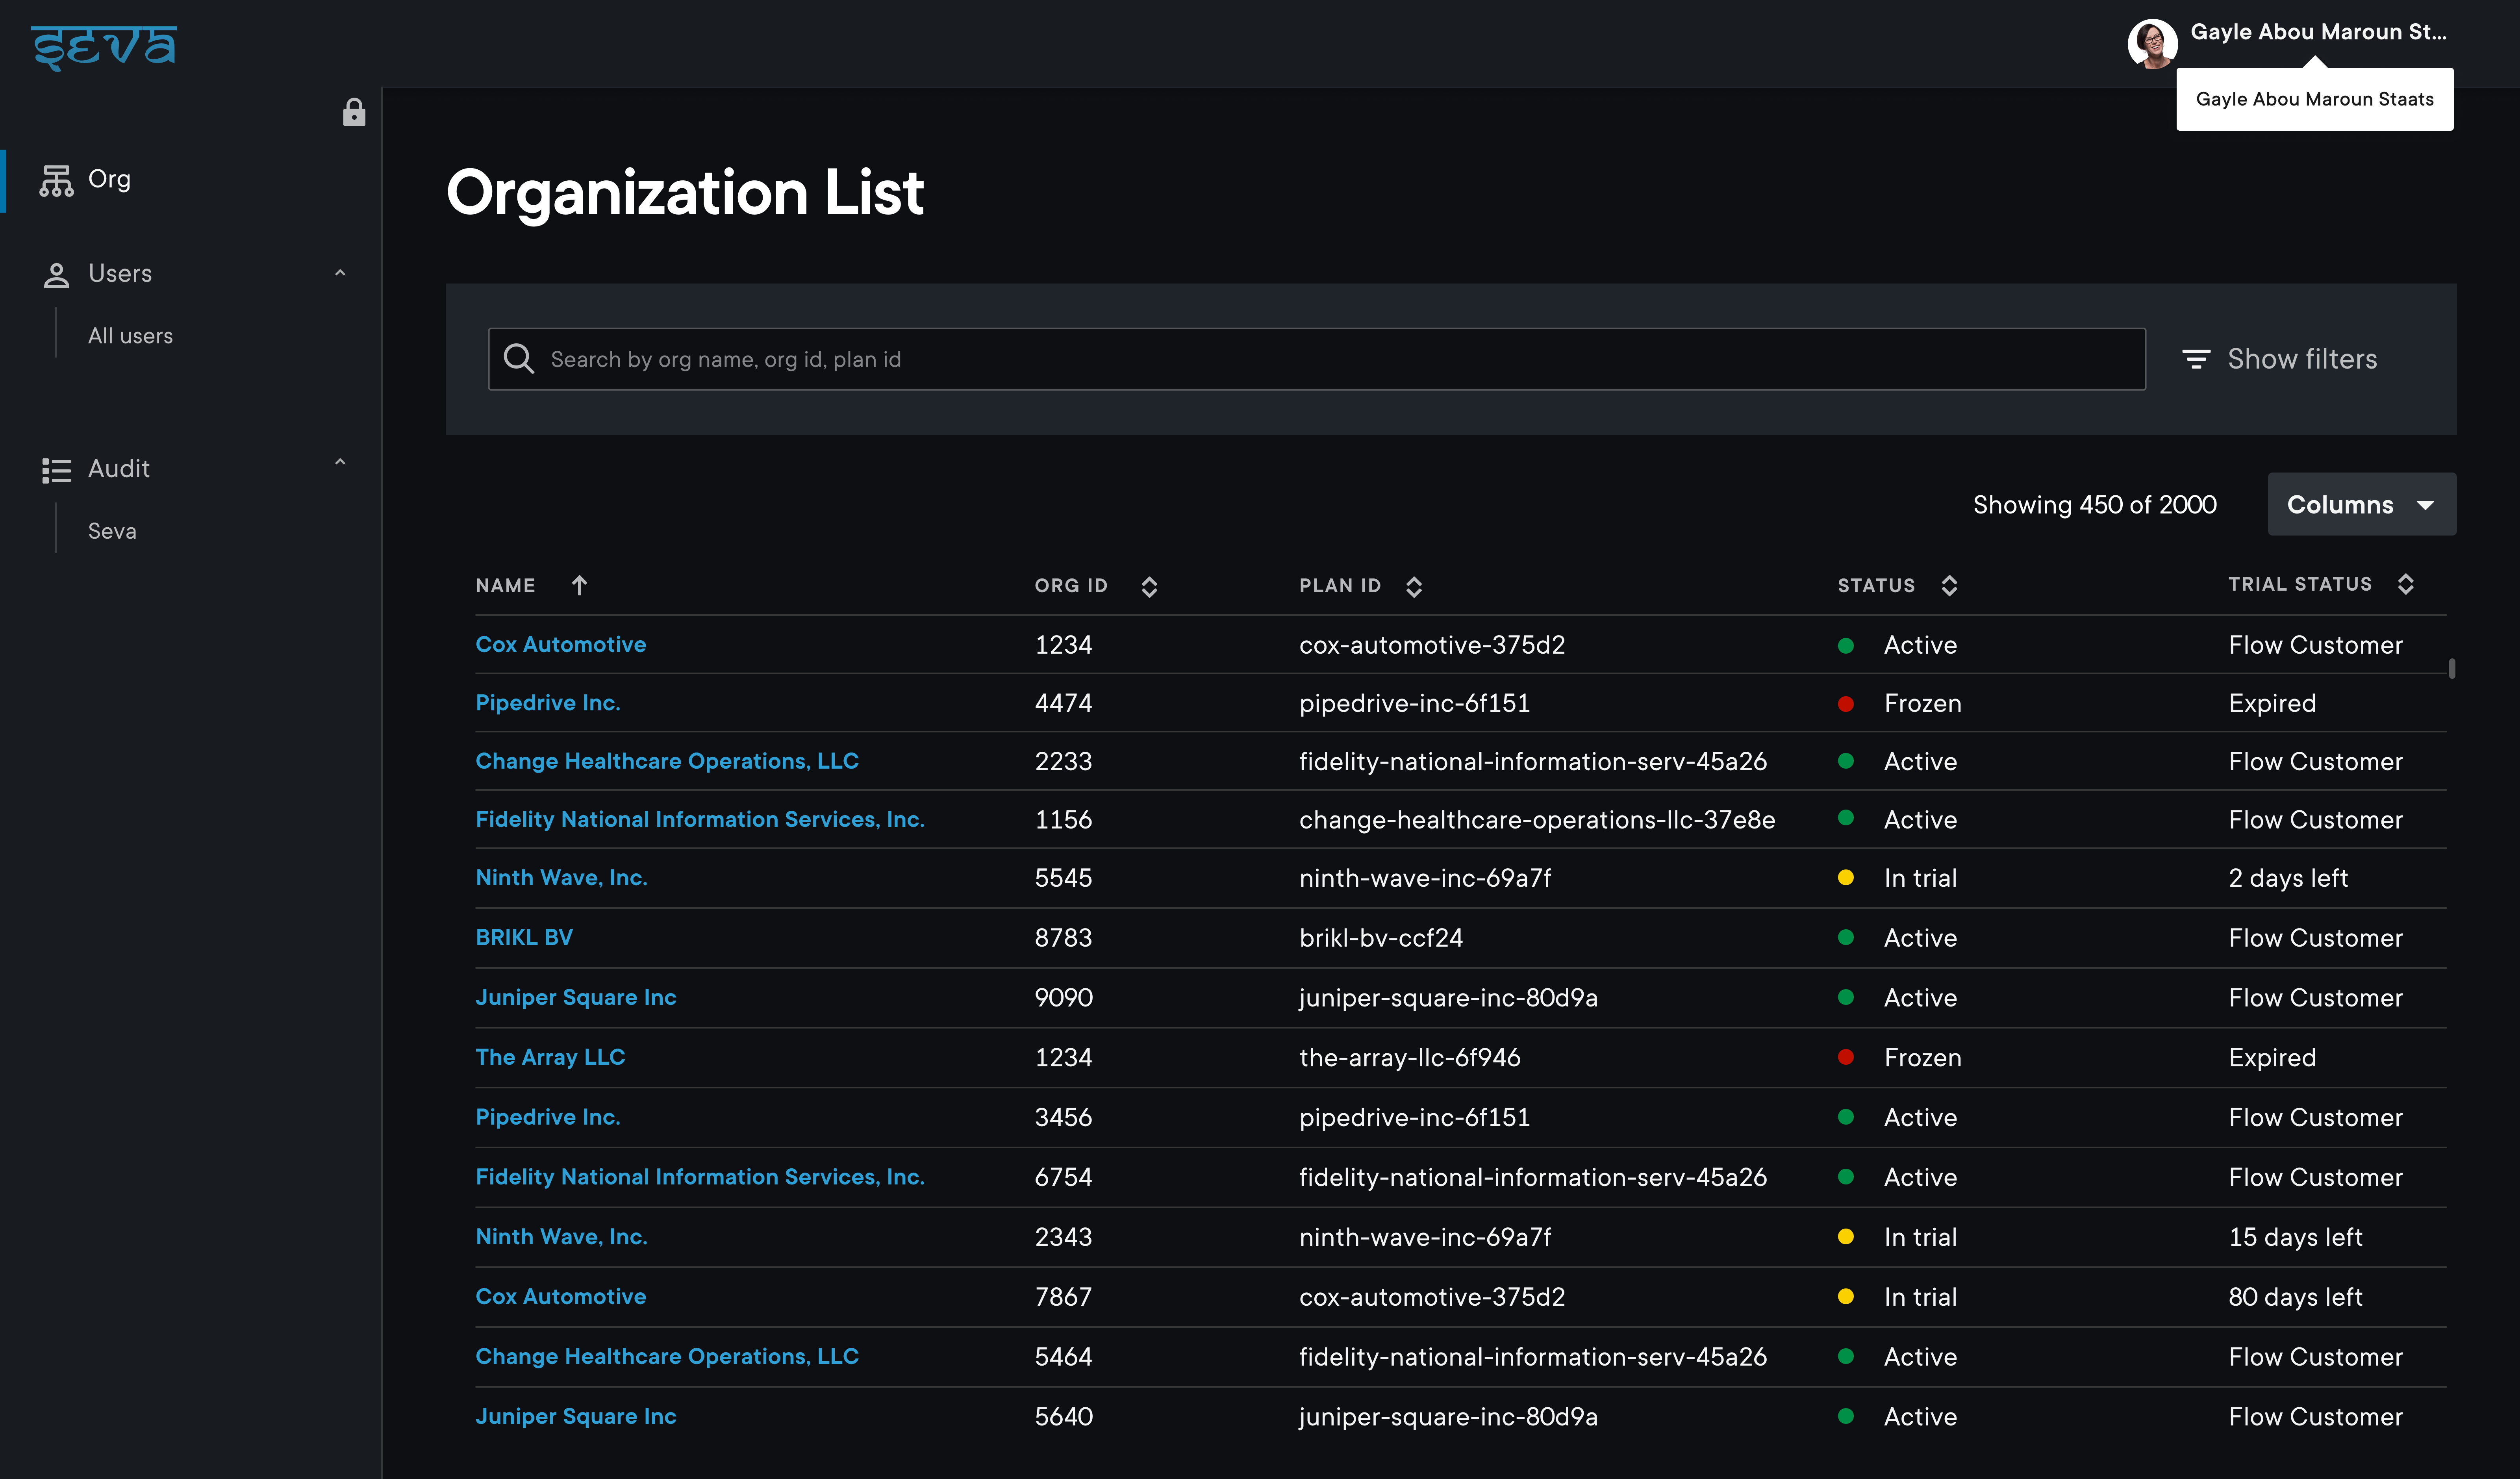 seva
Gayle Abou Maroun St...
Gayle Abou Maroun Staats
Org
Users
All users
Audit
Seva
Organization List
Search by org name, org id, plan id
Show filters
Showing 450 of 2000
Columns
NAME ORG ID PLAN ID STATUS TRIAL STATUS
Cox Automotive 1234 cox-automotive-375d2 Active Flow Customer
Pipedrive Inc. 4474 pipedrive-inc-6f151 Frozen Expired
Change Healthcare Operations, LLC 2233 fidelity-national-information-serv-45a26 Active Flow Customer
Fidelity National Information Services, Inc. 1156 change-healthcare-operations-llc-37e8e Active Flow Customer
Ninth Wave, Inc. 5545 ninth-wave-inc-69a7f In trial 2 days left
BRIKL BV 8783 brikl-bv-ccf24 Active Flow Customer
Juniper Square Inc 9090 juniper-square-inc-80d9a Active Flow Customer
The Array LLC 1234 the-array-llc-6f946 Frozen Expired
Pipedrive Inc. 3456 pipedrive-inc-6f151 Active Flow Customer
Fidelity National Information Services, Inc. 6754 fidelity-national-information-serv-45a26 Active Flow Customer
Ninth Wave, Inc. 2343 ninth-wave-inc-69a7f In trial 15 days left
Cox Automotive 7867 cox-automotive-375d2 In trial 80 days left
Change Healthcare Operations, LLC 5464 fidelity-national-information-serv-45a26 Active Flow Customer
Juniper Square Inc 5640 juniper-square-inc-80d9a Active Flow Customer